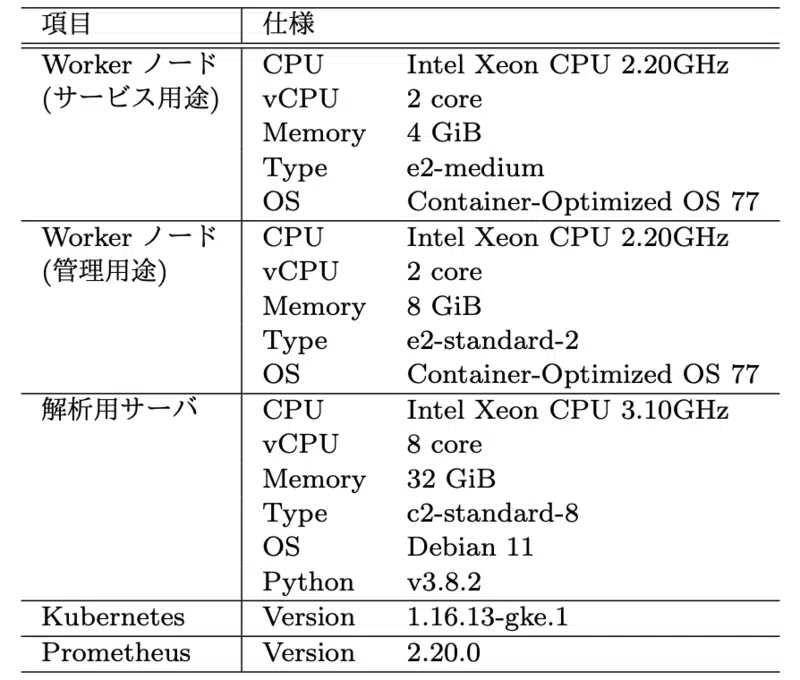 項目 仕様
Worker ノード CPU Intel Xeon CPU 2.20GHz
(サービス用途) vCPU 2 core
Memory 4 GiB
Type e2-medium
OS Container-Optimized OS 77
Worker ノード CPU Intel Xeon CPU 2.20GHz
(管理用途) vCPU 2 core
Memory 8 GiB
Type e2-standard-2
OS Container-Optimized OS 77
解析用サーバ CPU Intel Xeon CPU 3.10GHz
vCPU 8 core
Memory 32 GiB
Type c2-standard-8
OS Debian 11
Python v3.8.2
Kubernetes Version 1.16.13-gke.1
Prometheus Version 2.20.0